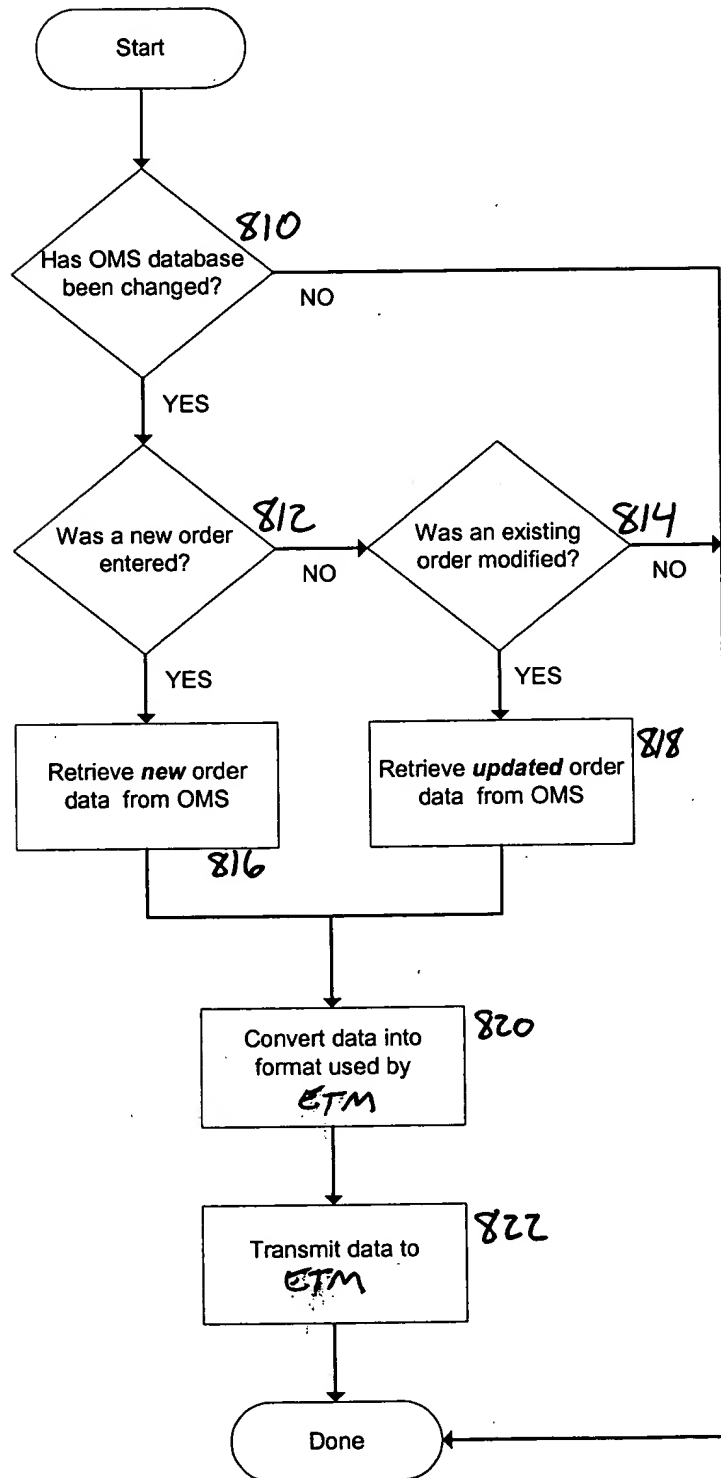 Start
810
Has OMS database
been changed?
NO
YES
812
Was a new order
entered?
NO
814
Was an existing
order modified?
NO
YES
YES
Retrieve new order
data from OMS
816
818
Retrieve updated order
data from OMS
820
Convert data into
format used by
ETM
822
Transmit data to
ETM
Done